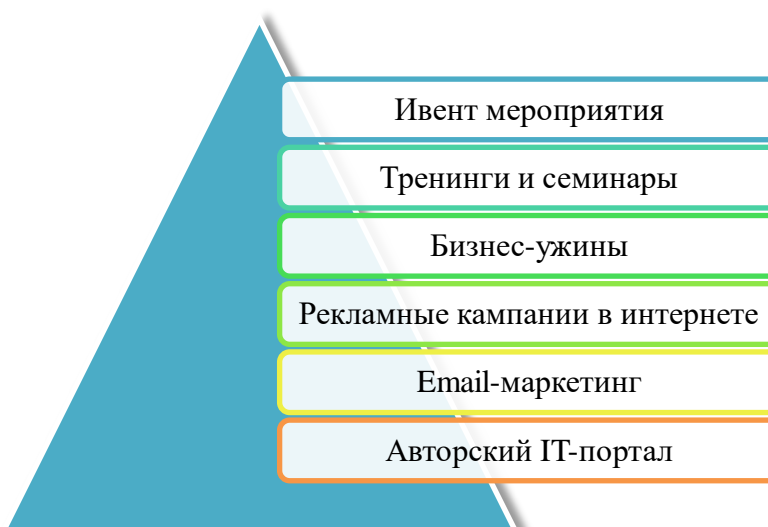 Ивент мероприятия
Тренинги и семинары
Бизнес-ужины
Рекламные кампании в интернете
Email-маркетинг
Авторский IT-портал